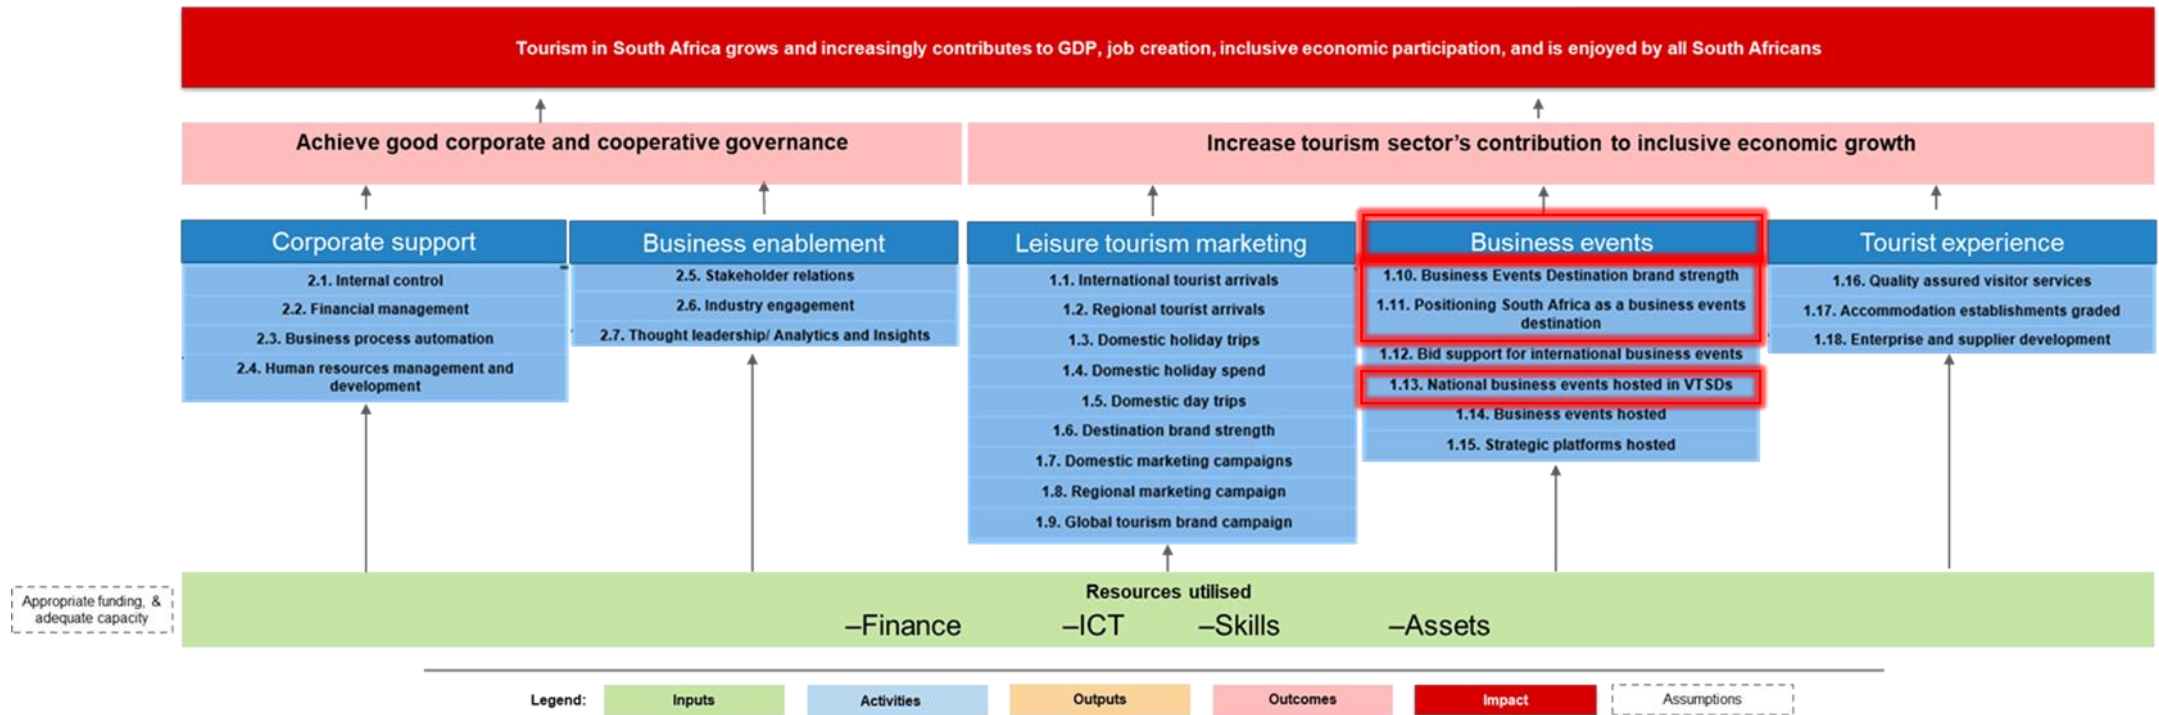 Tourism in South Africa grows and increasingly contributes to GDP, job creation, inclusive economic participation, and is enjoyed by all South Africans
Achieve good corporate and cooperative governance
Increase tourism sector's contribution to inclusive economic growth
Corporate support
2.1. Internal control
2.2. Financial management
2.3. Business process automation
2.4. Human resources management and
development
Business enablement
2.5. Stakeholder relations
2.6. Industry engagement
2.7. Thought leadership/ Analytics and Insights
Leisure tourism marketing
1.1. International tourist arrivals
1.2. Regional tourist arrivals
1.3. Domestic holiday trips
1.4. Domestic holiday spend
1.5. Domestic day trips
1.6. Destination brand strength
1.7. Domestic marketing campaigns
1.8. Regional marketing campaign
1.9. Global tourism brand campaign
Business events
1.10. Business Events Destination brand strength
1.11. Positioning South Africa as a business events
destination
1.12. Bid support for international business events
1.13. National business events hosted in VTSDs
1.14. Business events hosted
1.15. Strategic platforms hosted
Tourist experience
1.16. Quality assured visitor services
1.17. Accommodation establishments graded
1.18. Enterprise and supplier development
Appropriate funding, &
adequate capacity
Resources utilised
–Finance –ICT –Skills –Assets
Legend: Inputs Activities Outputs Outcomes Impact Assumptions